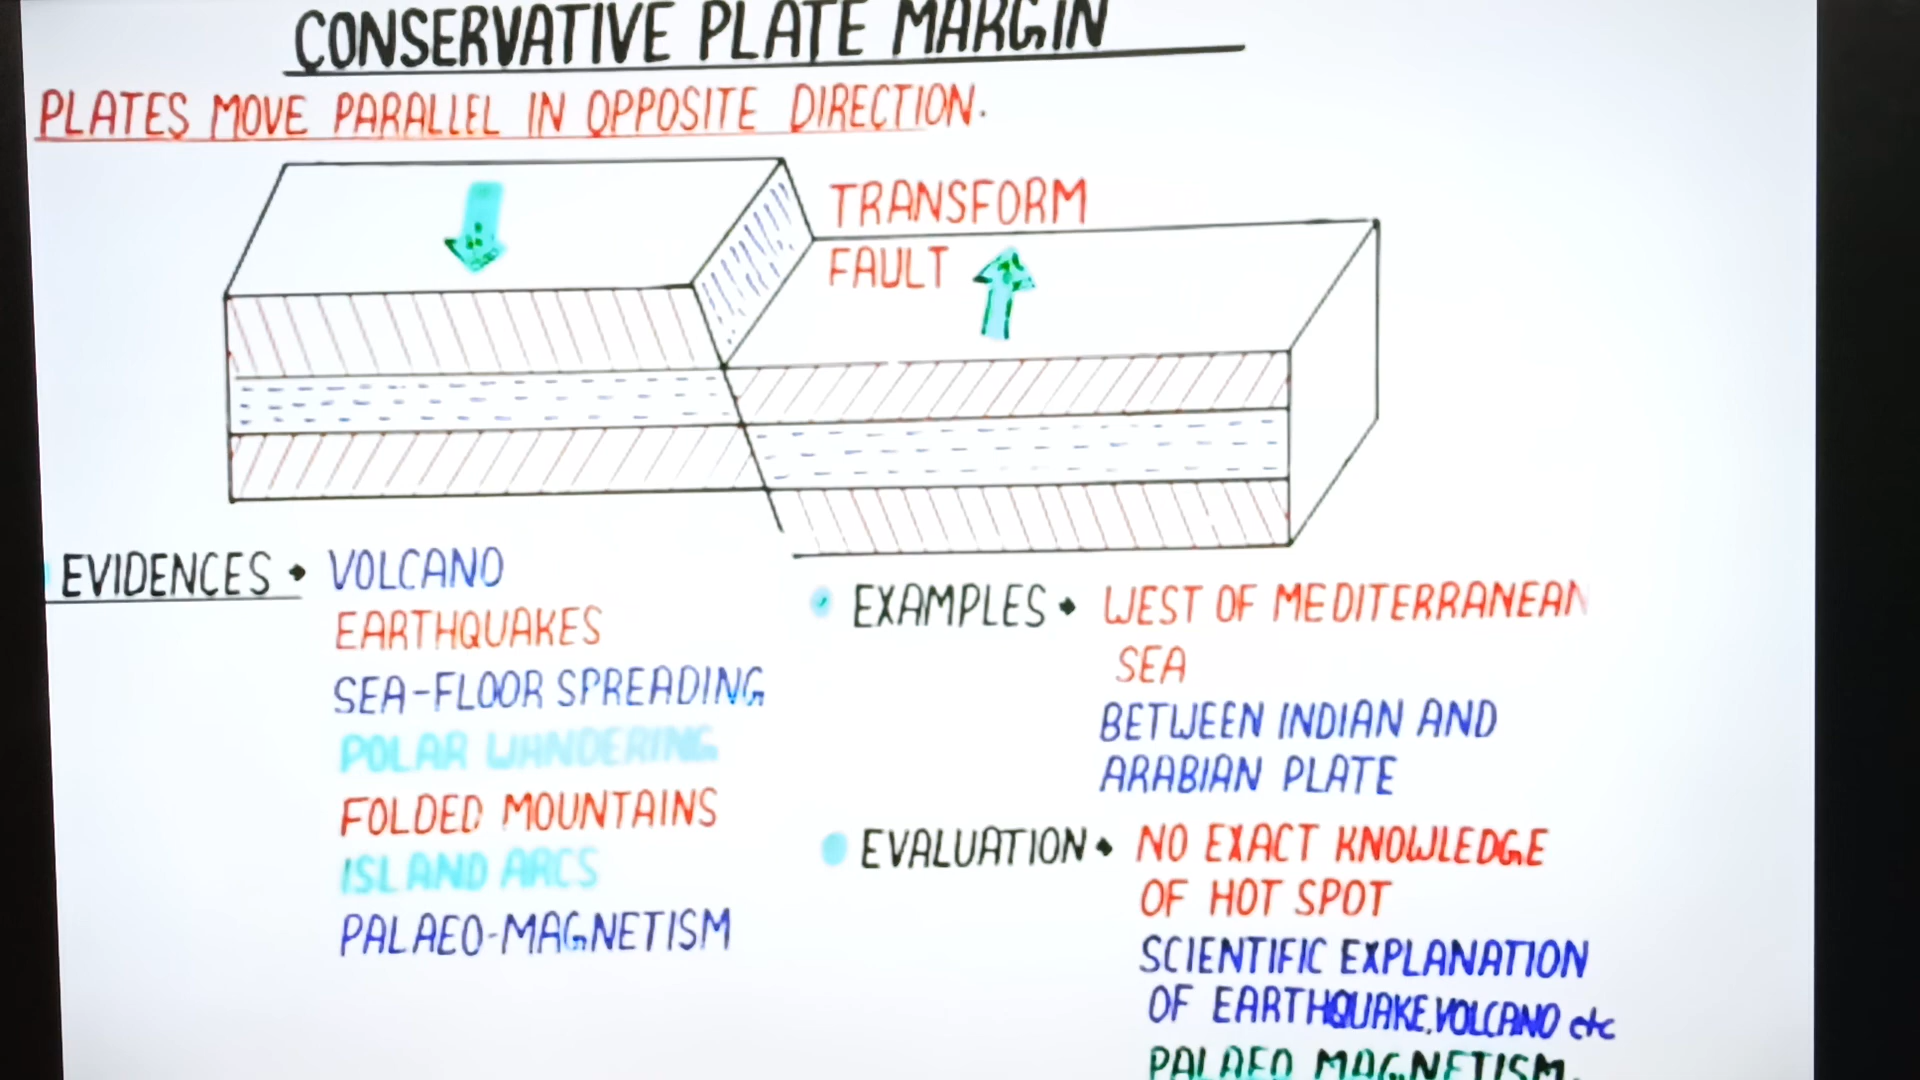 CONSERVATIVE PLATE MARGIN
PLATES MOVE PARALLEL IN OPPOSITE DIRECTION.
TRANSFORM
FAULT
EVIDENCES • VOLCANO
EARTHQUAKES
SEA-FLOOR SPREADING
POLAR WANDERING
FOLDED MOUNTAINS
ISLAND ARCS
PALAEO-MAGNETISM
• EXAMPLES • WEST OF MEDITERRANEAN
SEA
BETWEEN INDIAN AND
ARABIAN PLATE
• EVALUATION • NO EXACT KNOWLEDGE
OF HOT SPOT
SCIENTIFIC EXPLANATION
OF EARTHQUAKE, VOLCANO etc
PALAEO MAGNETISM.